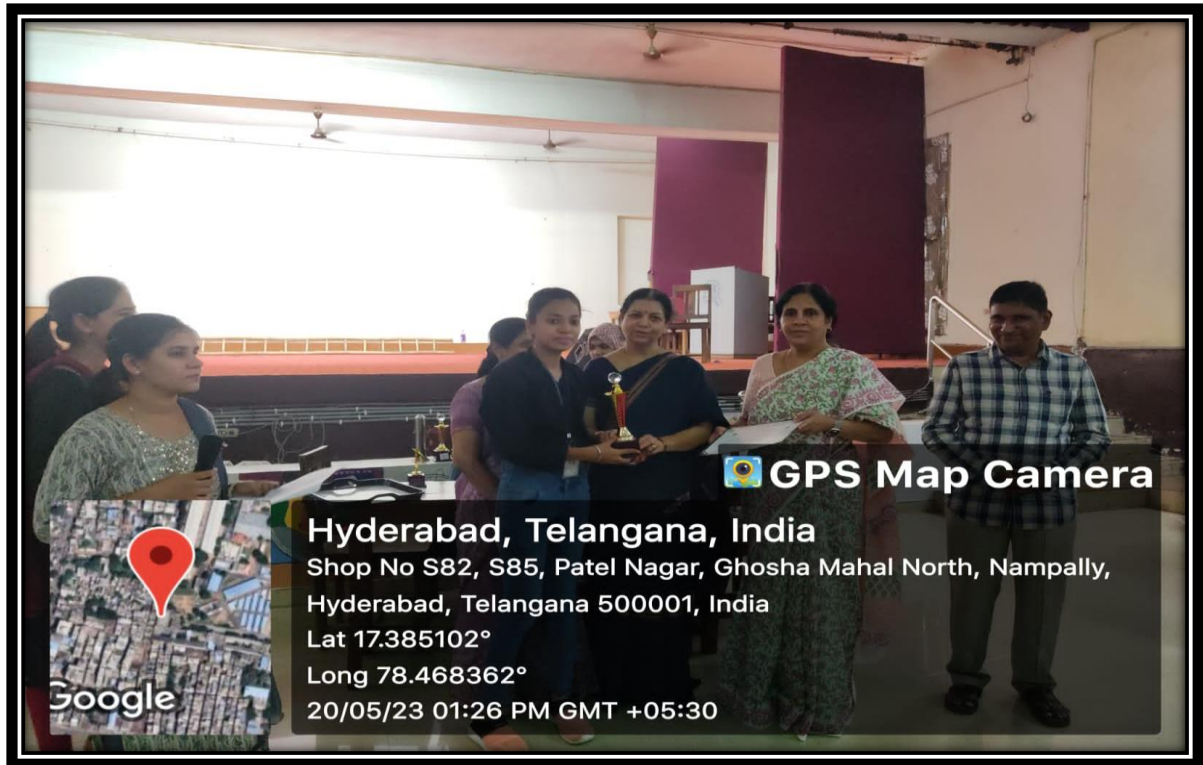 GPS Map Camera
Hyderabad, Telangana, India
Shop No S82, S85, Patel Nagar, Ghosha Mahal North, Nampally,
Hyderabad, Telangana 500001, India
Lat 17.385102°
Long 78.468362°
20/05/23 01:26 PM GMT +05:30
Google